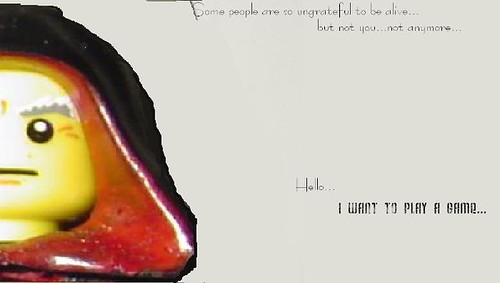 Some people are so ungrateful to be alive...
but not you...not anymore...
Hello...
I WANT TO PLAY A GAME...